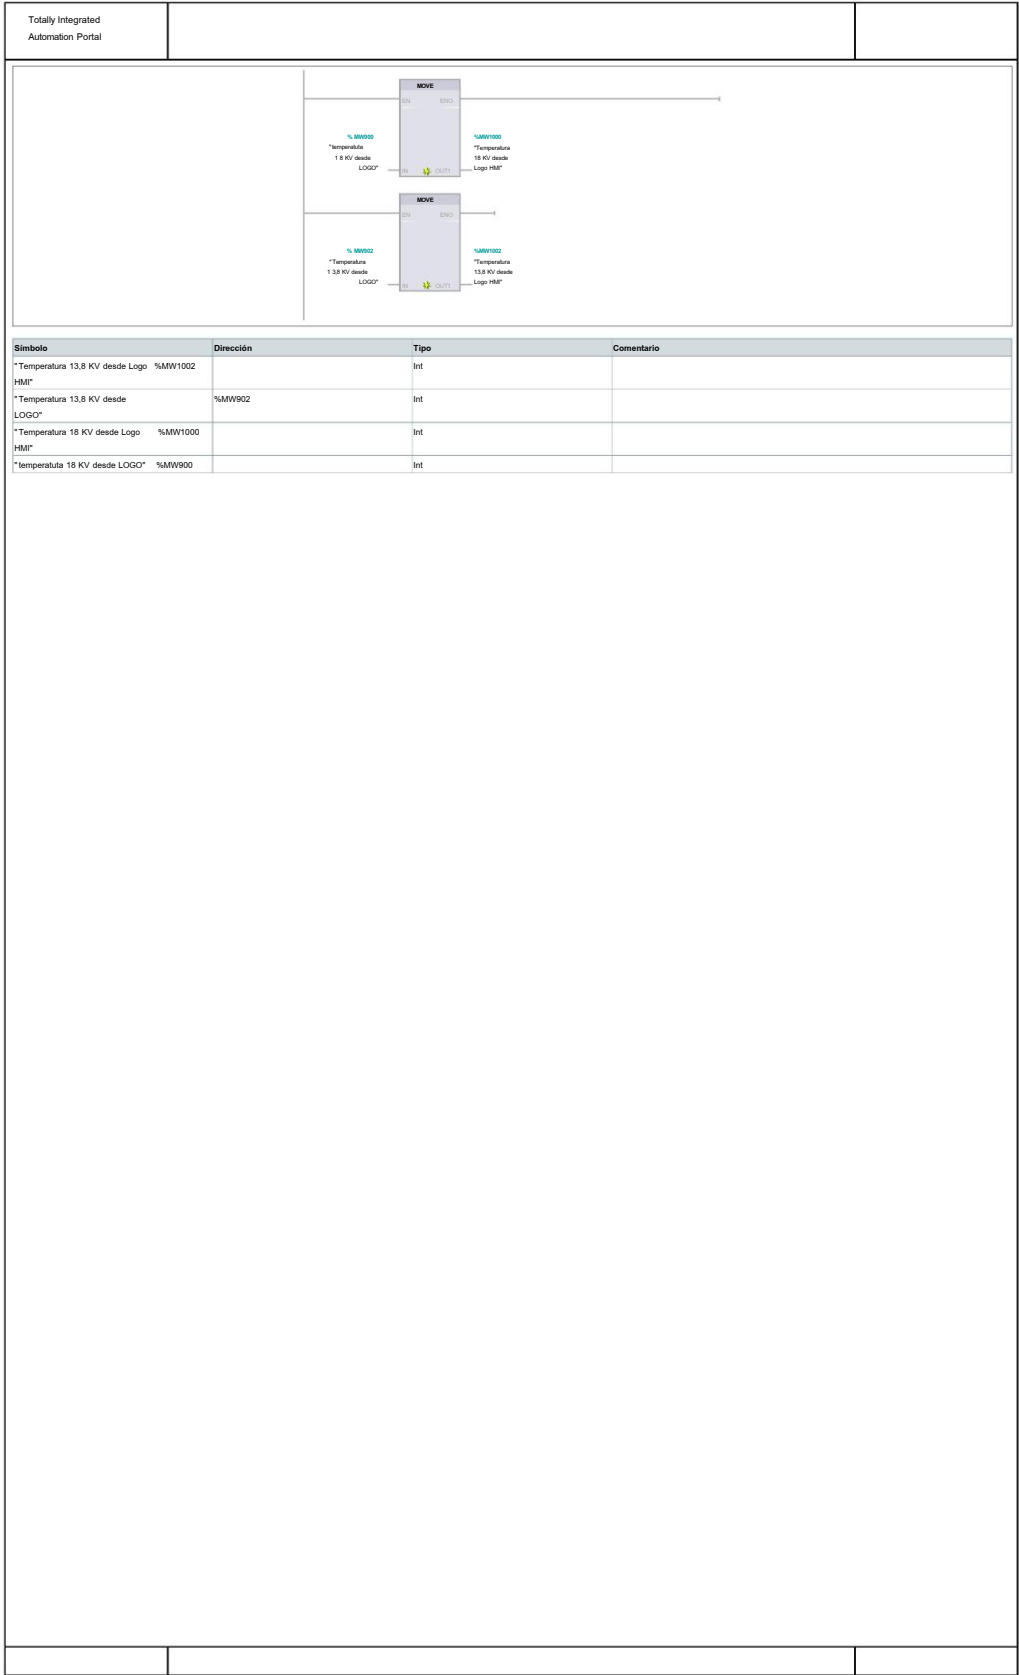 Totally Integrated
Automation Portal
MOVE
EN ENO
% MW900 %MW1000
"temperatuta "Temperatura
1 8 KV desde 18 KV desde
LOGO" Logo HMI"
IN OUT1
MOVE
EN ENO
% MW902 %MW1002
"Temperatura "Temperatura
1 3,8 KV desde 13,8 KV desde
LOGO" Logo HMI"
IN OUT1
Símbolo Dirección Tipo Comentario
"Temperatura 13,8 KV desde Logo %MW1002 Int
HMI"
"Temperatura 13,8 KV desde %MW902 Int
LOGO"
"Temperatura 18 KV desde Logo %MW1000 Int
HMI"
"temperatuta 18 KV desde LOGO" %MW900 Int